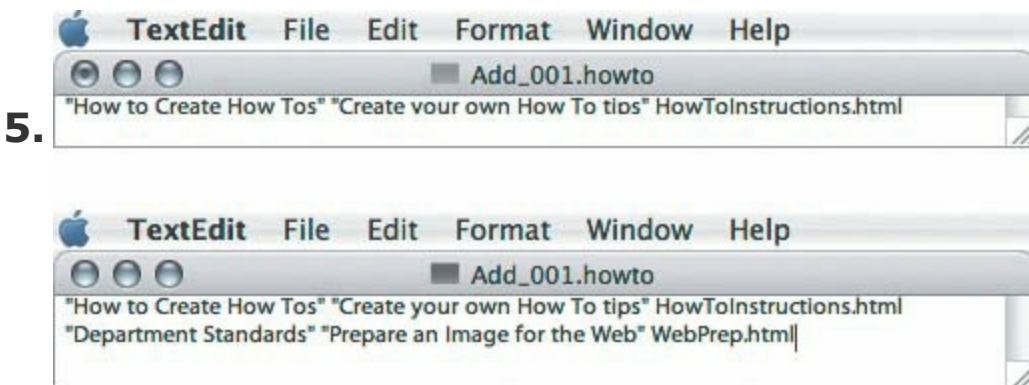 TextEdit File Edit Format Window Help
Add_001.howto
5.
"How to Create How Tos" "Create your own How To tips" HowToInstructions.html
TextEdit File Edit Format Window Help
Add_001.howto
"How to Create How Tos" "Create your own How To tips" HowToInstructions.html
"Department Standards" "Prepare an Image for the Web" WebPrep.html